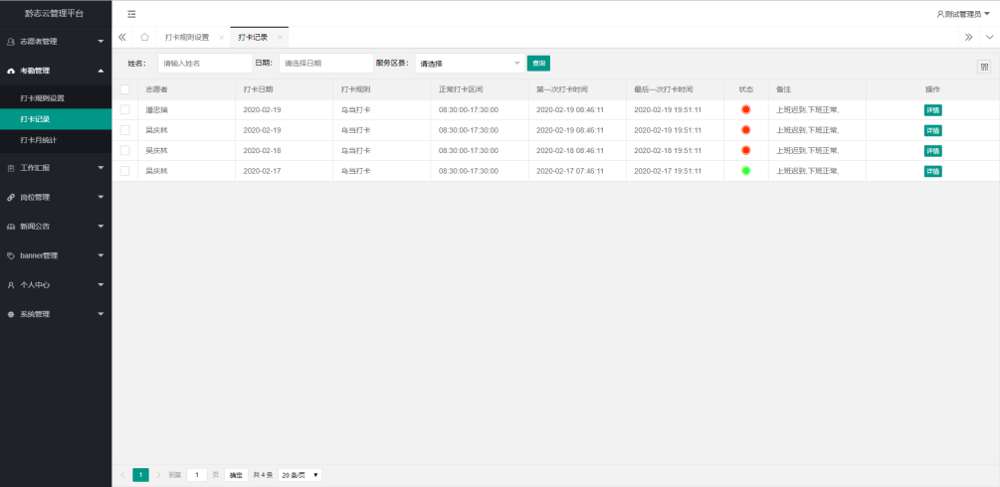 黔志云管理平台
测试管理员
志愿者管理
打卡规则设置 × 打卡记录 ×
考勤管理
姓名: 请输入姓名 日期: 请选择日期 服务区县: 请选择 查询
打卡规则设置
打卡记录
打卡月统计
工作汇报
岗位管理
新闻公告
banner管理
个人中心
系统管理
志愿者 打卡日期 打卡规则 正常打卡区间 第一次打卡时间 最后一次打卡时间 状态 备注 操作
潘思瑞 2020-02-19 乌当打卡 08:30:00-17:30:00 2020-02-19 08:46:11 2020-02-19 19:51:11 上班迟到,下班正常, 详情
吴庆林 2020-02-19 乌当打卡 08:30:00-17:30:00 2020-02-19 08:46:11 2020-02-19 19:51:11 上班迟到,下班正常, 详情
吴庆林 2020-02-18 乌当打卡 08:30:00-17:30:00 2020-02-18 08:46:11 2020-02-18 19:51:11 上班迟到,下班正常, 详情
吴庆林 2020-02-17 乌当打卡 08:30:00-17:30:00 2020-02-17 07:46:11 2020-02-17 19:51:11 上班迟到,下班正常, 详情
1 到第 1 页 确定 共 4 条 20 条/页